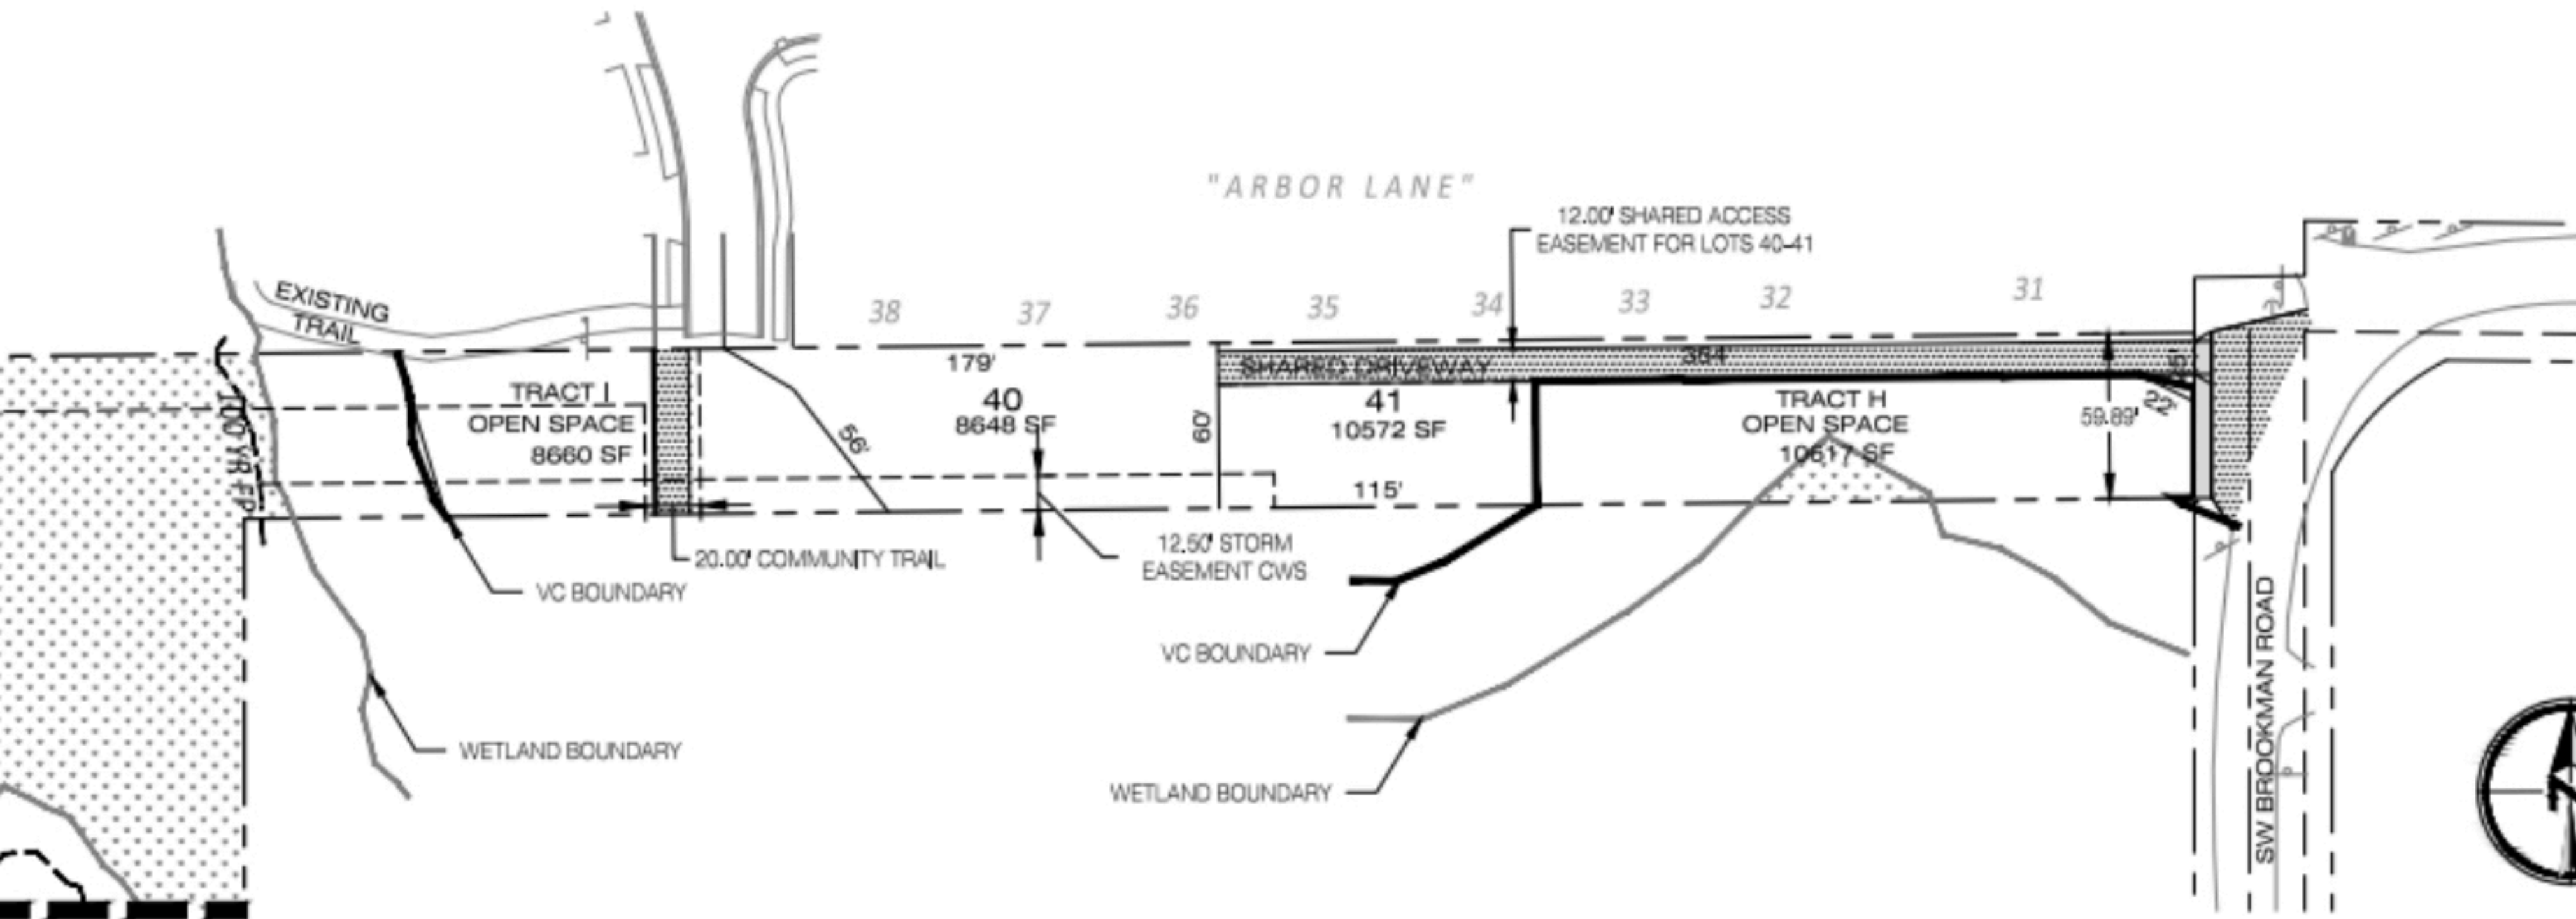 "ARBOR LANE"
12.00' SHARED ACCESS
EASEMENT FOR LOTS 40-41
EXISTING
TRAIL
38
37
36
35
34
33
32
31
179'
SHARED DRIVEWAY
TRACT I
OPEN SPACE
8660 SF
40
8648 SF
56'
60'
41
10572 SF
115'
TRACT H
OPEN SPACE
10617 SF
59.89'
22'
100 YR FP
12.50' STORM
EASEMENT CWS
20.00' COMMUNITY TRAIL
VC BOUNDARY
VC BOUNDARY
WETLAND BOUNDARY
WETLAND BOUNDARY
SW BROOKMAN ROAD